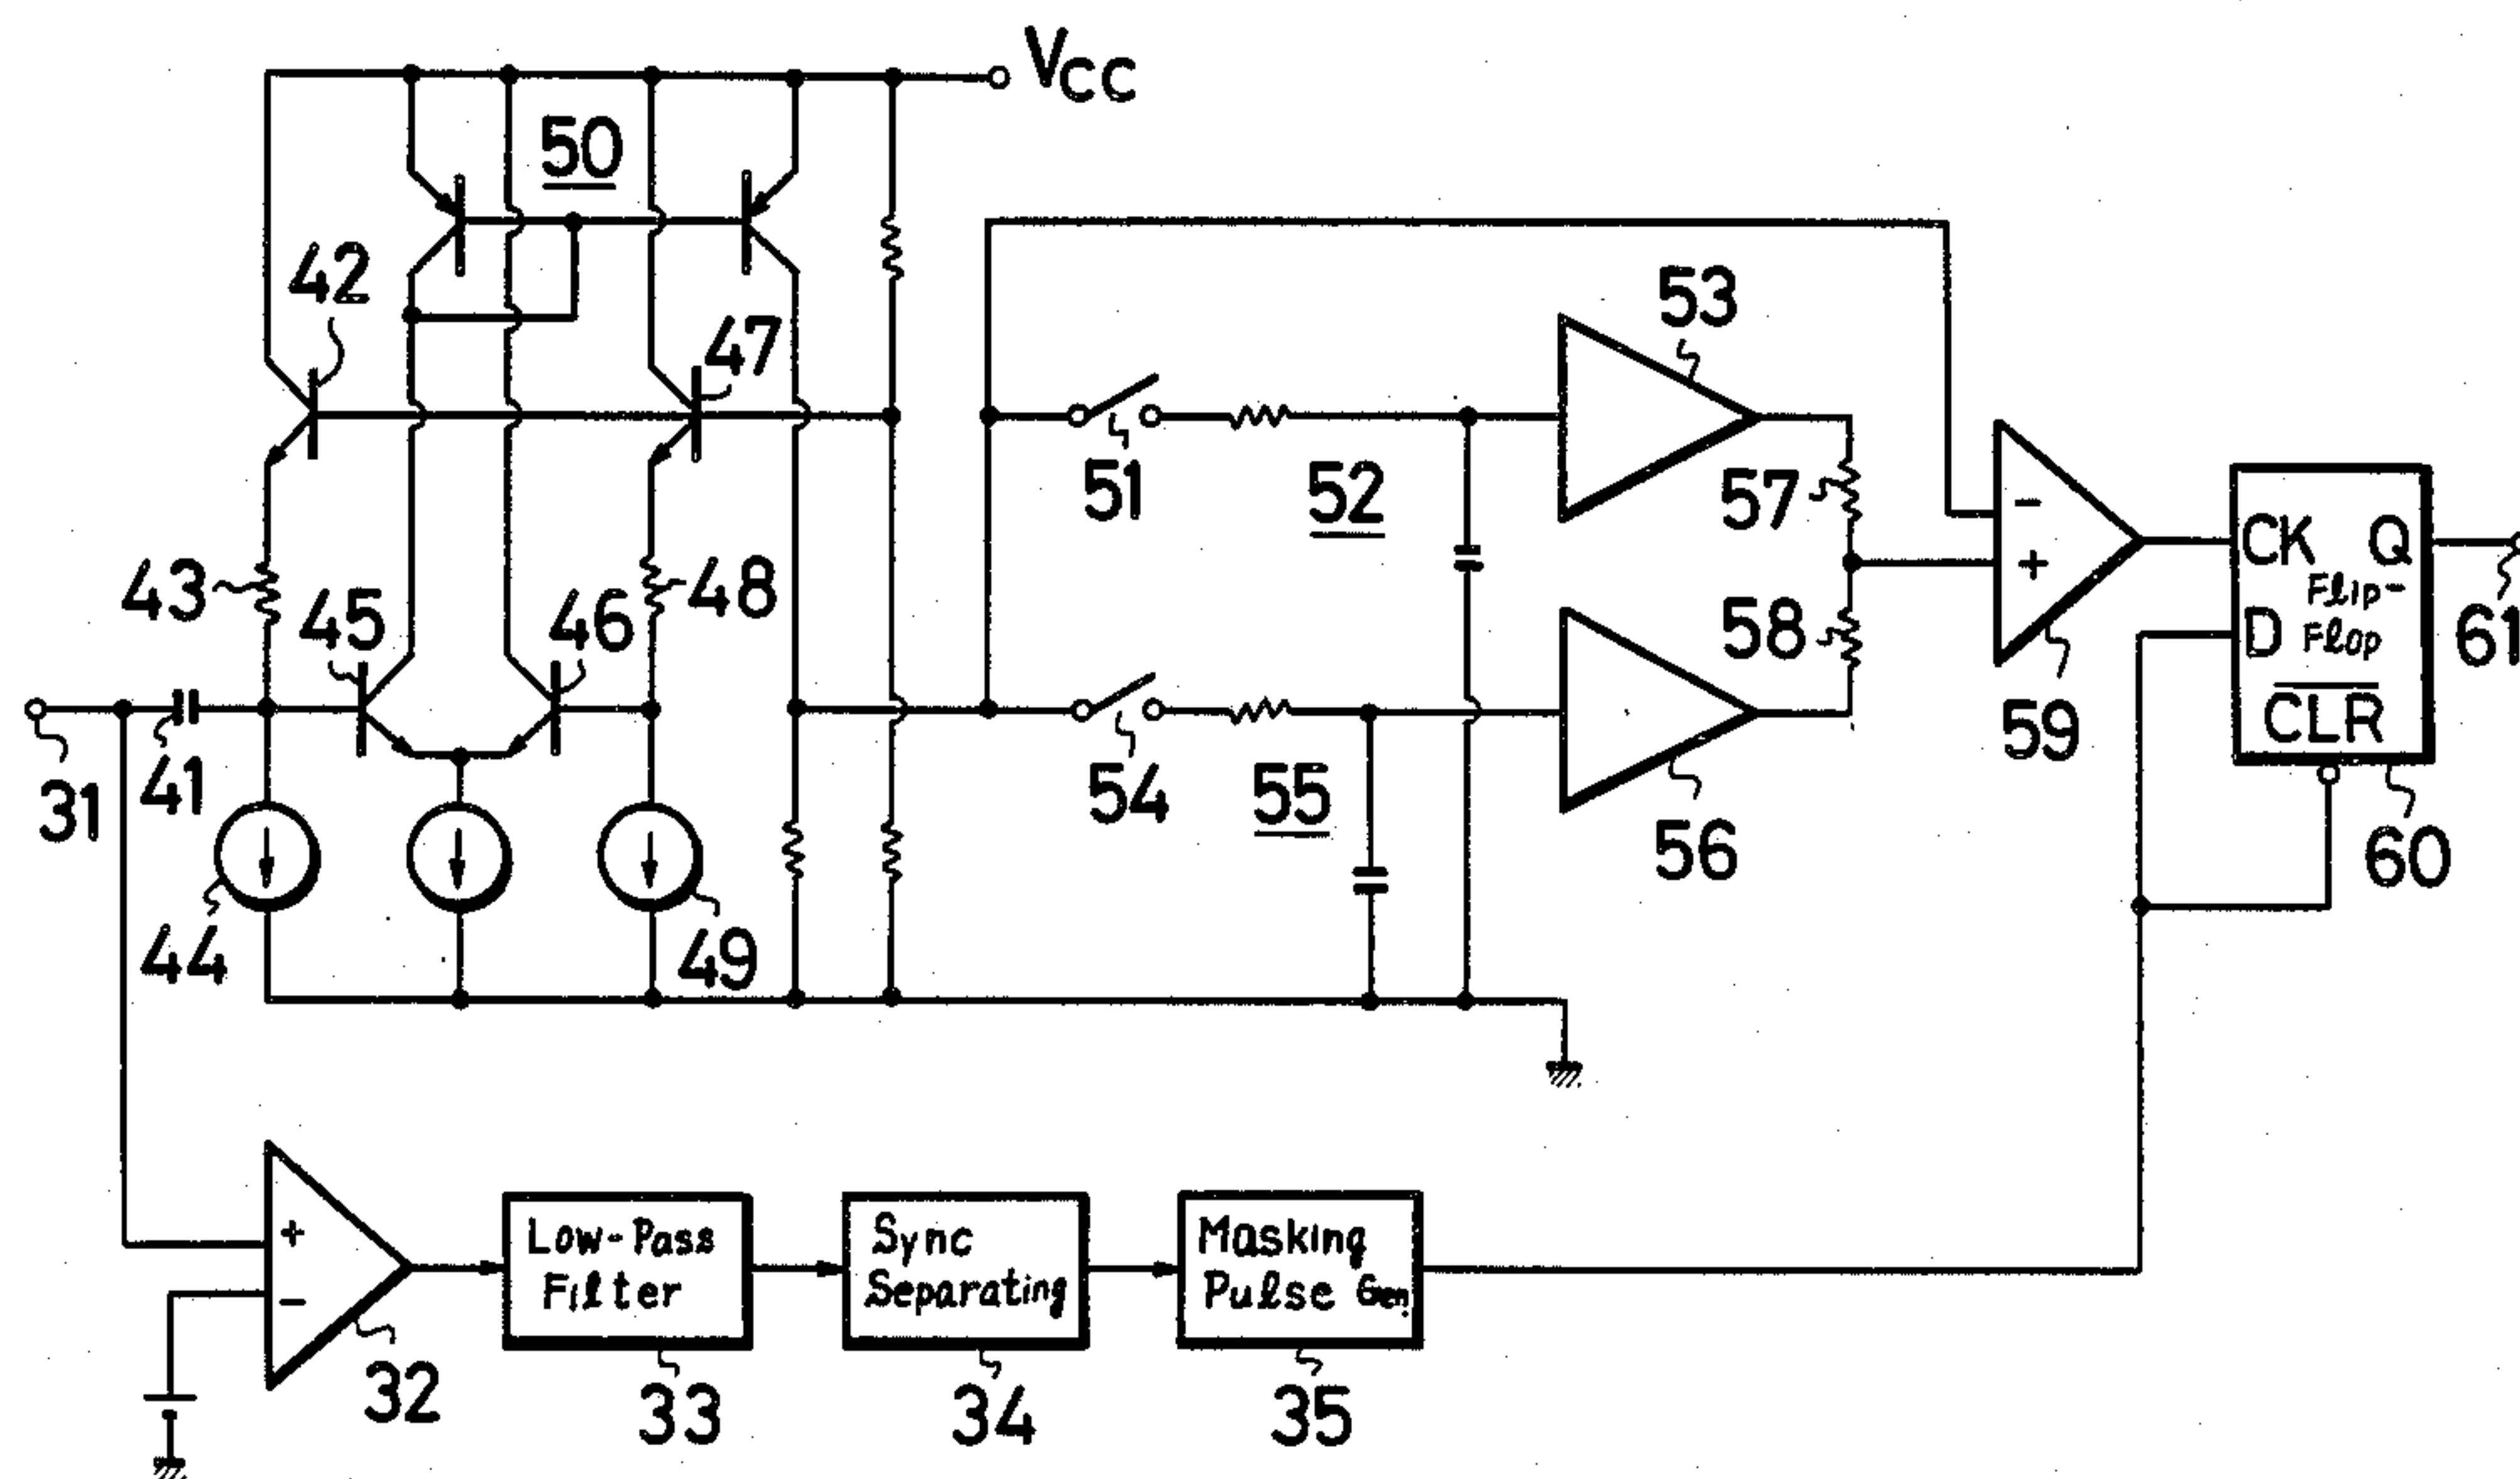 VCC
50
42
47
53
51
52
57
43
45
46
48
58
CK Q
Flip-
D Flop
CLR
61
59
31
41
54
55
56
60
44
49
+
-
-
+
Low-Pass
Filter
Sync
Separating
Masking
Pulse Gen.
32
33
34
35